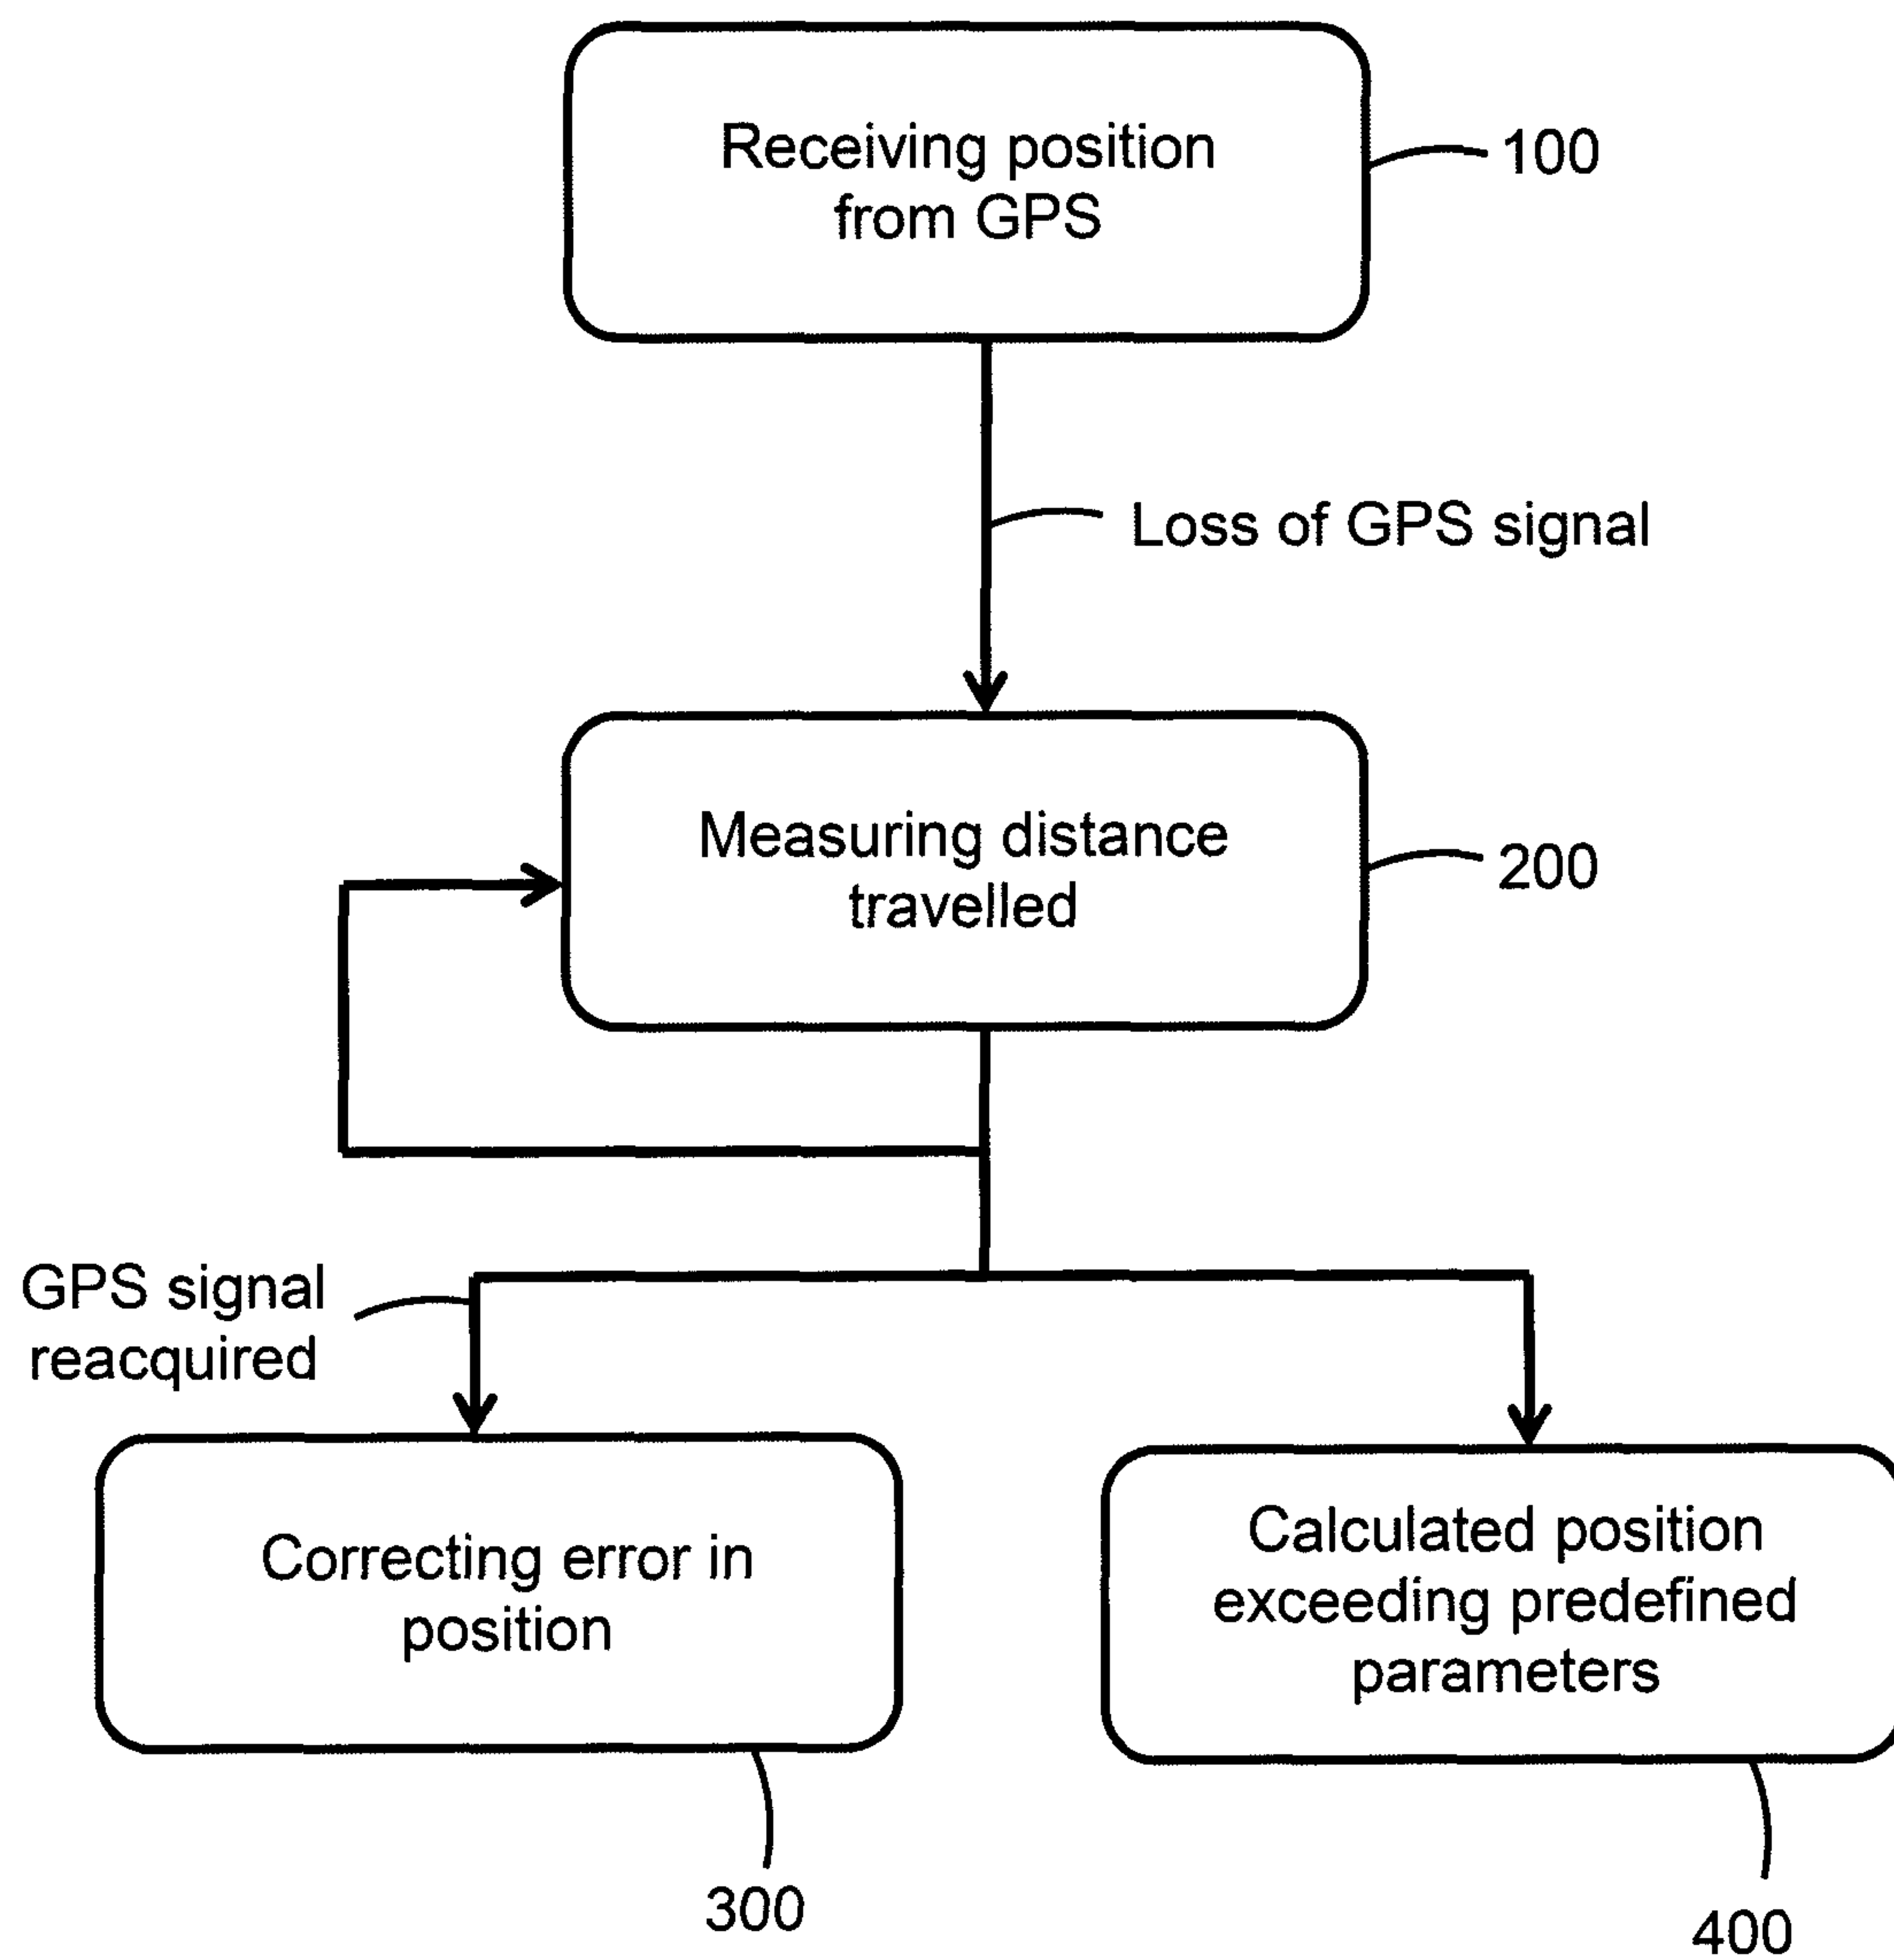 Receiving position
from GPS
100
Loss of GPS signal
Measuring distance
travelled
200
GPS signal
reacquired
Correcting error in
position
300
Calculated position
exceeding predefined
parameters
400